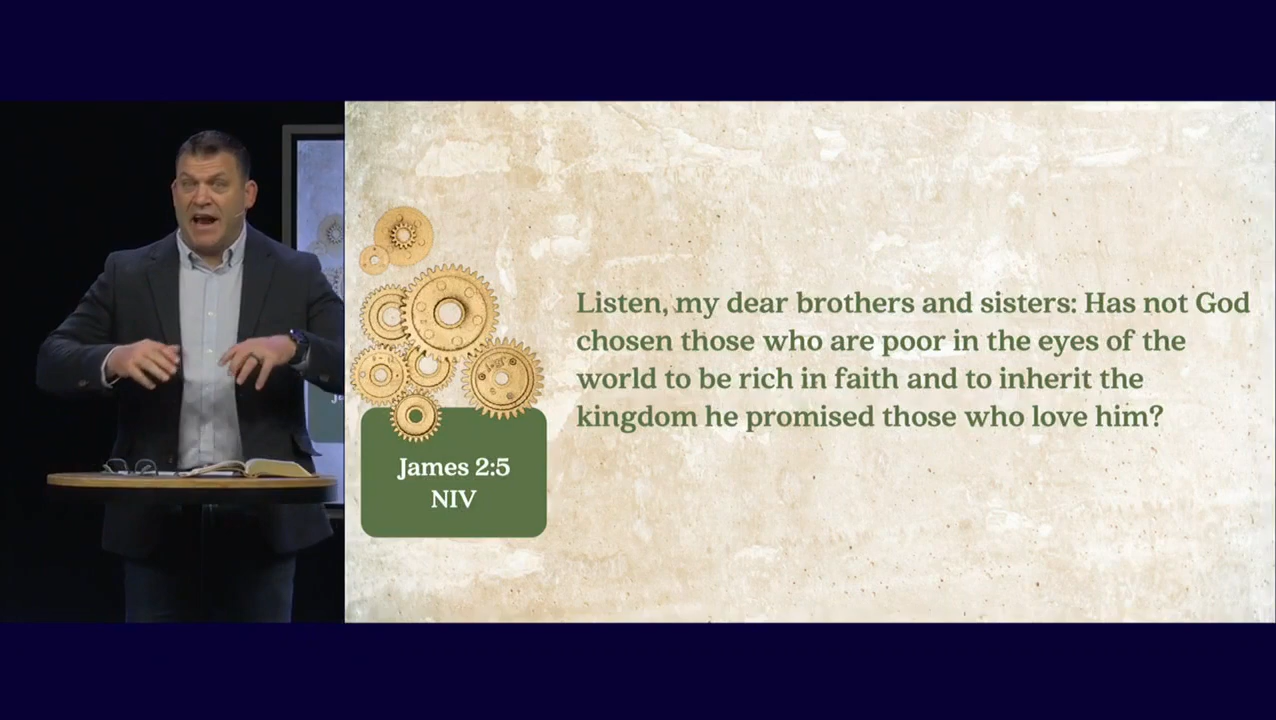 Listen, my dear brothers and sisters: Has not God
chosen those who are poor in the eyes of the
world to be rich in faith and to inherit the
kingdom he promised those who love him?
James 2:5
NIV